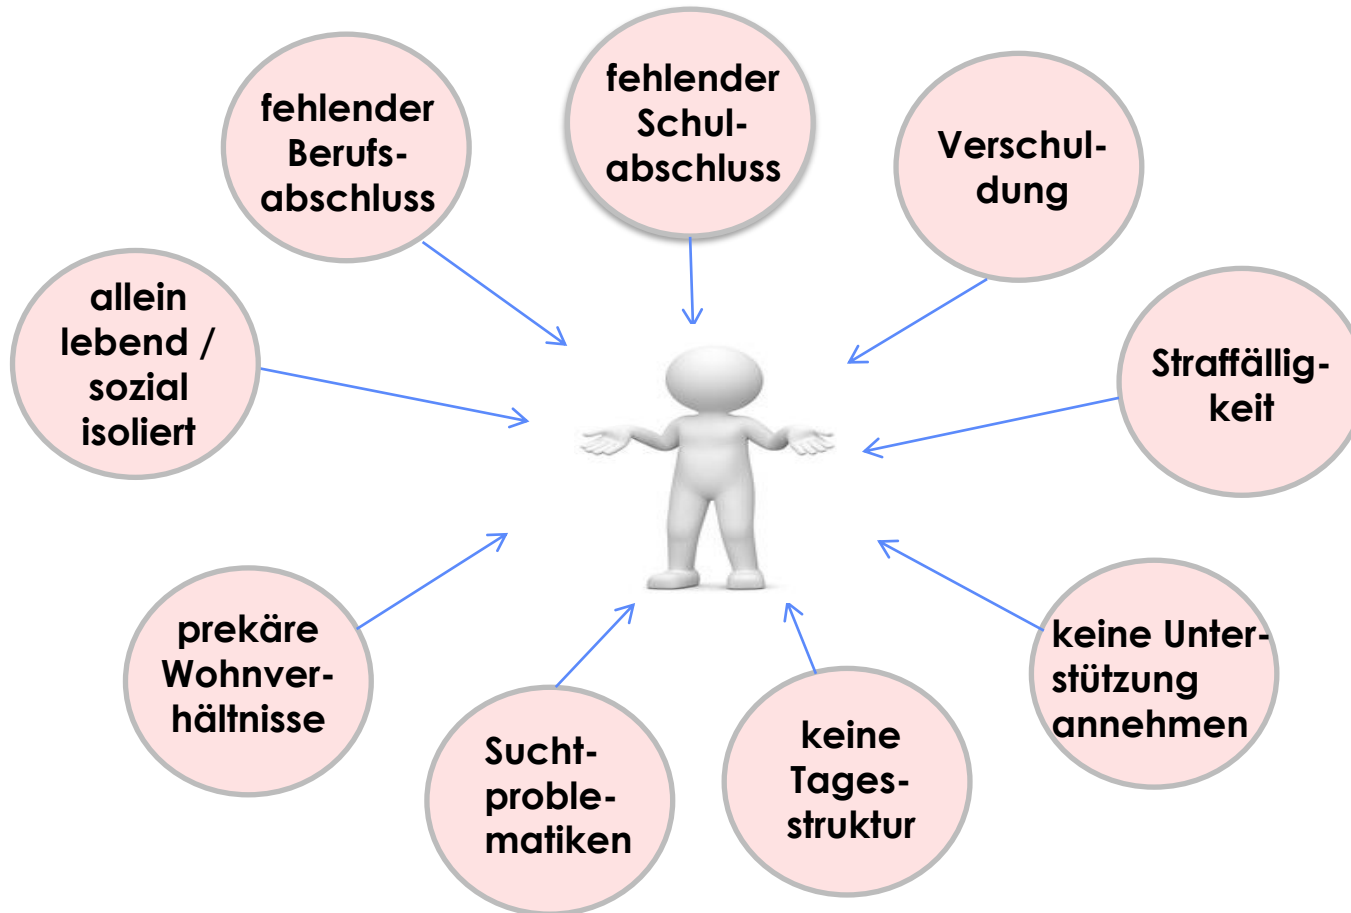 fehlender
Berufs-
abschluss
fehlender
Schul-
abschluss
Verschul-
dung
allein
lebend /
sozial
isoliert
Straffällig-
keit
prekäre
Wohnver-
hältnisse
Sucht-
proble-
matiken
keine
Tages-
struktur
keine Unter-
stützung
annehmen